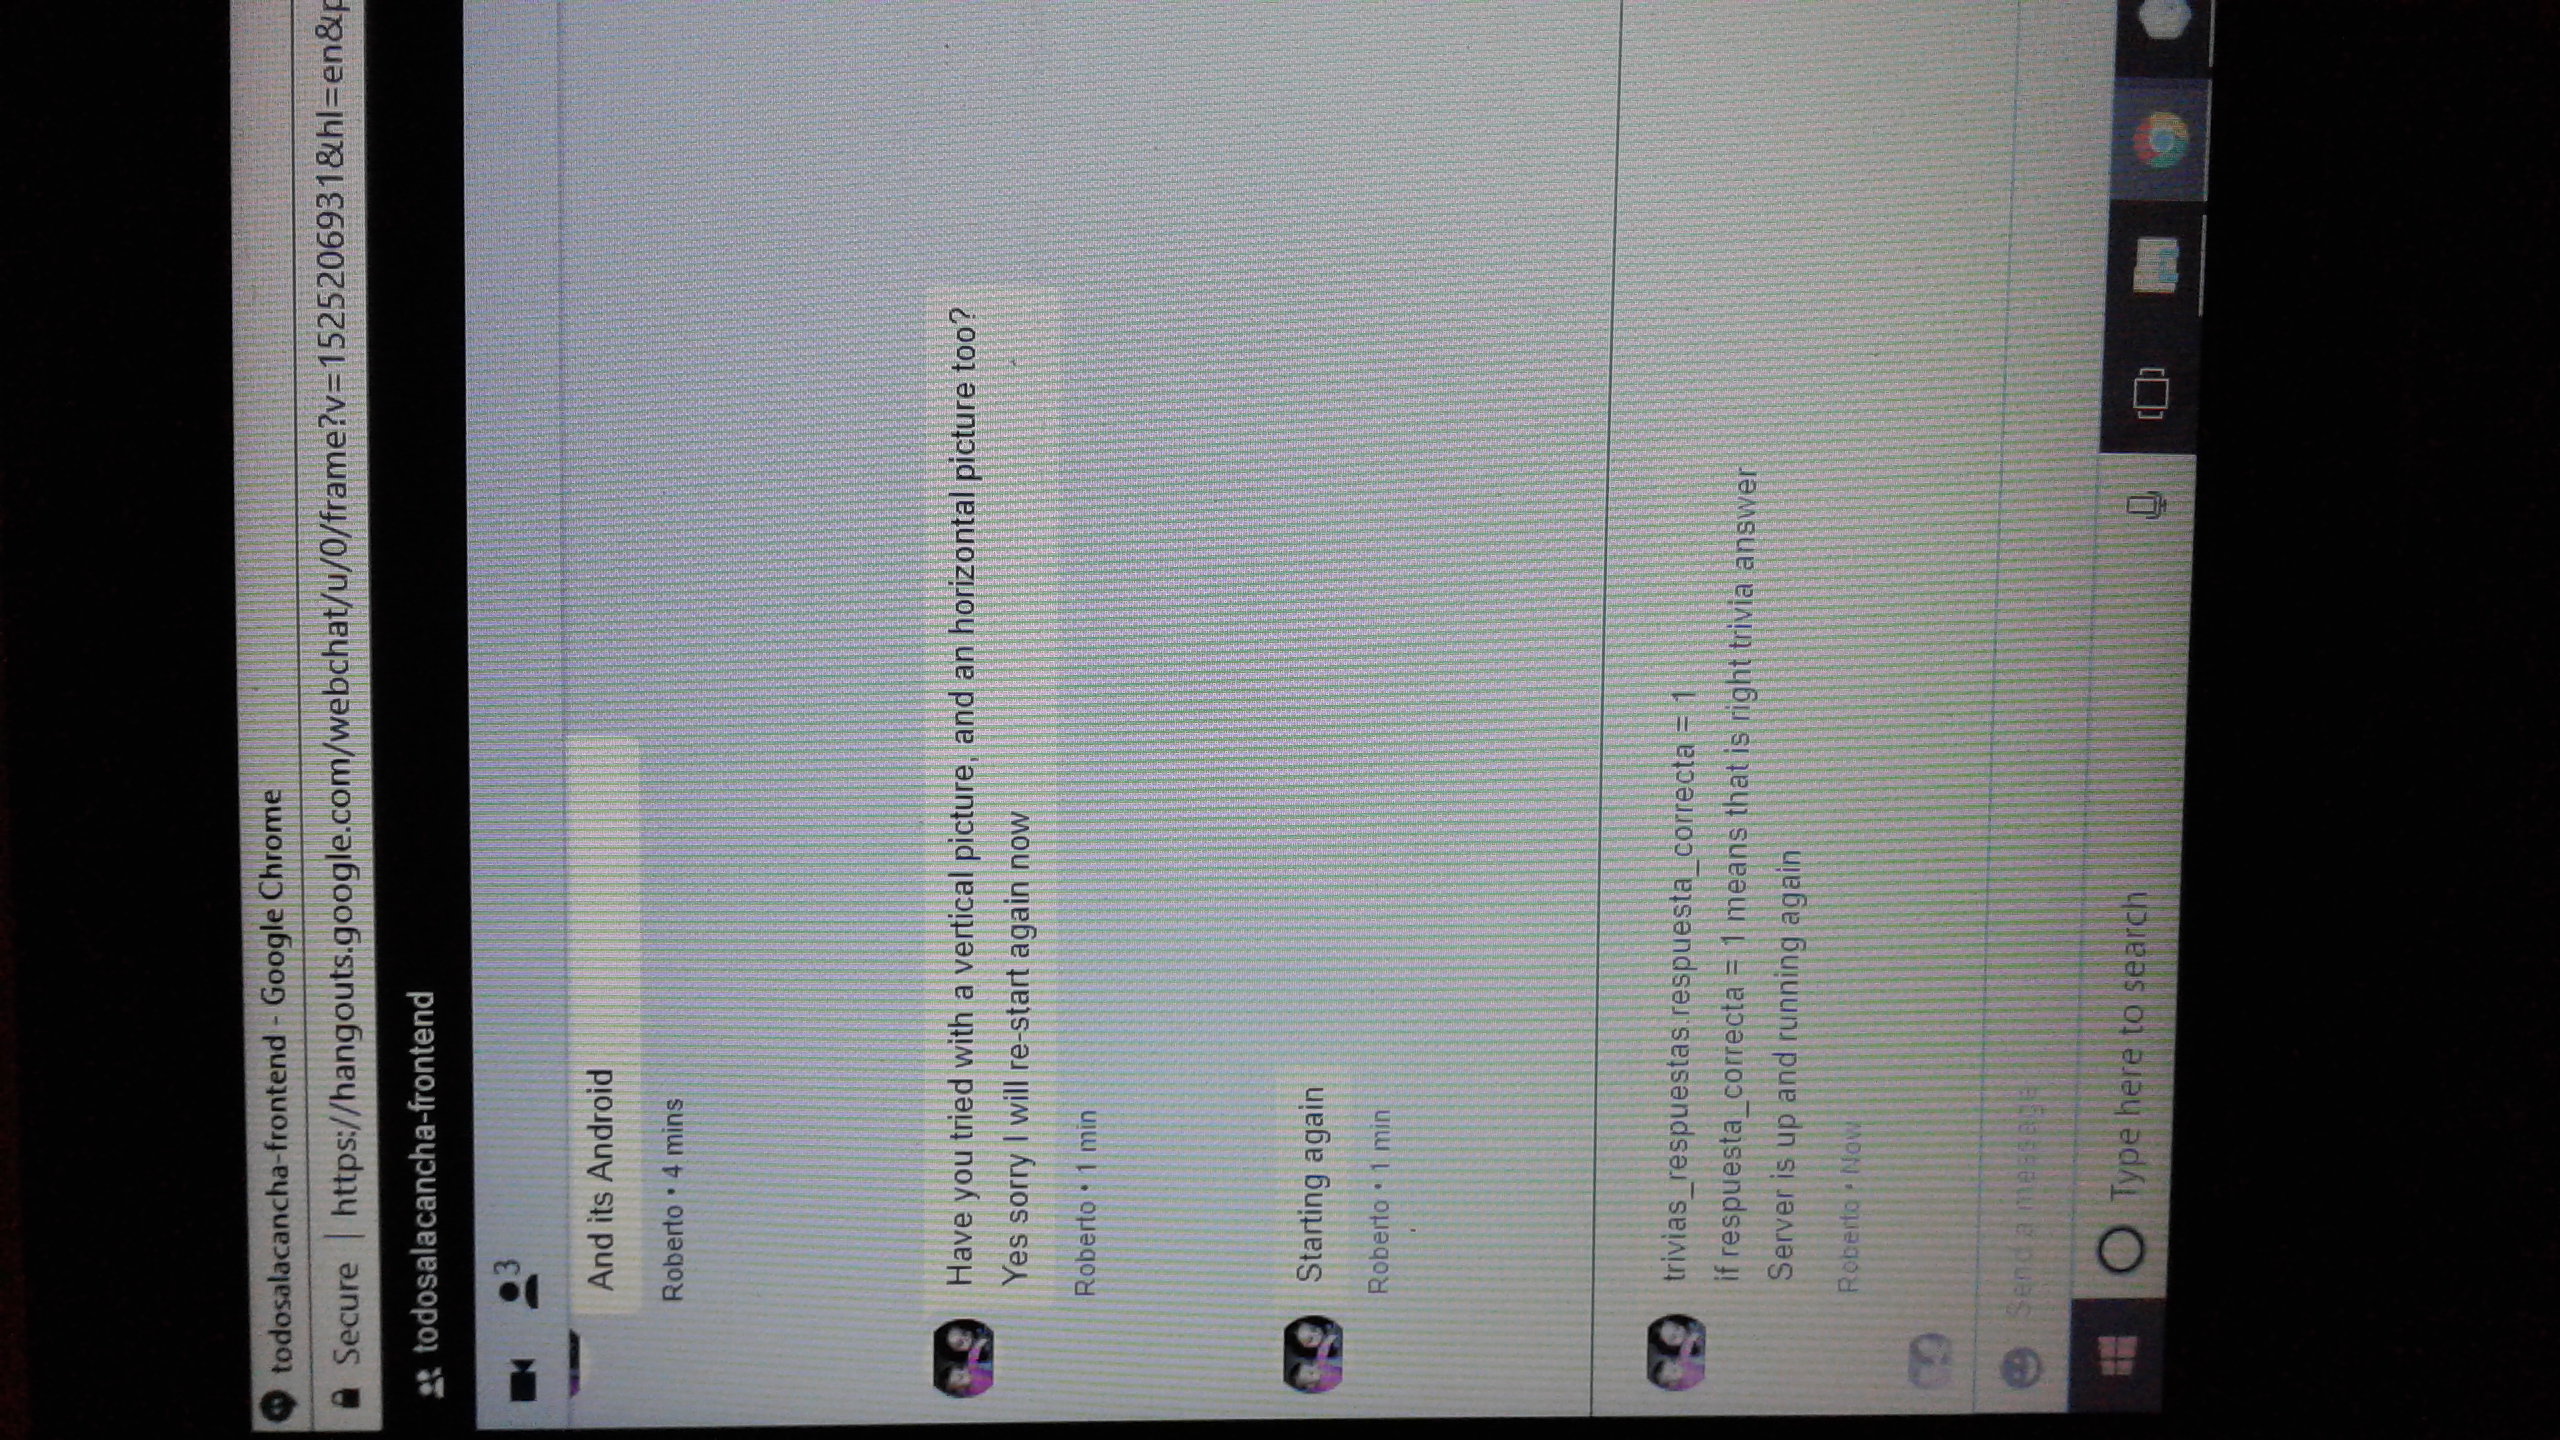 todosalacancha-frontend - Google Chrome
Secure | https://hangouts.google.com/webchat/u/0/frame?v=1525206931&hl=en&p
todosalacancha-frontend
3
And its Android
Roberto • 4 mins
Have you tried with a vertical picture, and an horizontal picture too?
Yes sorry I will re-start again now
Roberto • 1 min
Starting again
Roberto • 1 min
trivias_respuestas.respuesta_correcta = 1
if respuesta_correcta = 1 means that is right trivia answer
Server is up and running again
Roberto • Now
Send a message
Type here to search